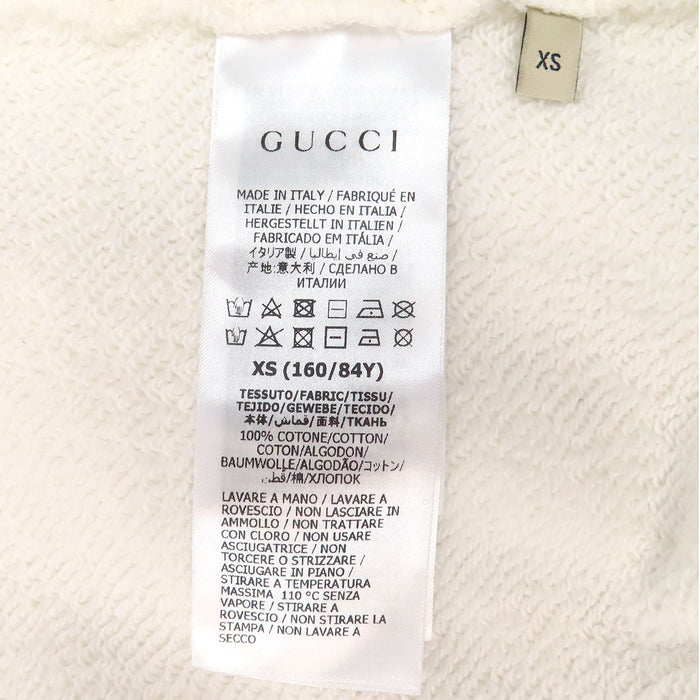 XS
GUCCI
MADE IN ITALY / FABRIQUÉ EN
ITALIE / HECHO EN ITALIA /
HERGESTELLT IN ITALIEN /
FABRICADO EM ITÁLIA /
イタリア製 / صنع في إيطاليا /
产地:意大利 / СДЕЛАНО В
ИТАЛИИ
XS (160/84Y)
TESSUTO/FABRIC/TISSU/
TEJIDO/GEWEBE/TECIDO/
本体/قماش/面料/ТКАНЬ
100% COTONE/COTTON/
COTON/ALGODON/
BAUMWOLLE/ALGODÃO/コットン/
قطن/棉/ХЛОПОК
LAVARE A MANO / LAVARE A
ROVESCIO / NON LASCIARE IN
AMMOLLO / NON TRATTARE
CON CLORO / NON USARE
ASCIUGATRICE / NON
TORCERE O STRIZZARE /
ASCIUGARE IN PIANO /
STIRARE A TEMPERATURA
MASSIMA 110 °C SENZA
VAPORE / STIRARE A
ROVESCIO / NON STIRARE LA
STAMPA / NON LAVARE A
SECCO